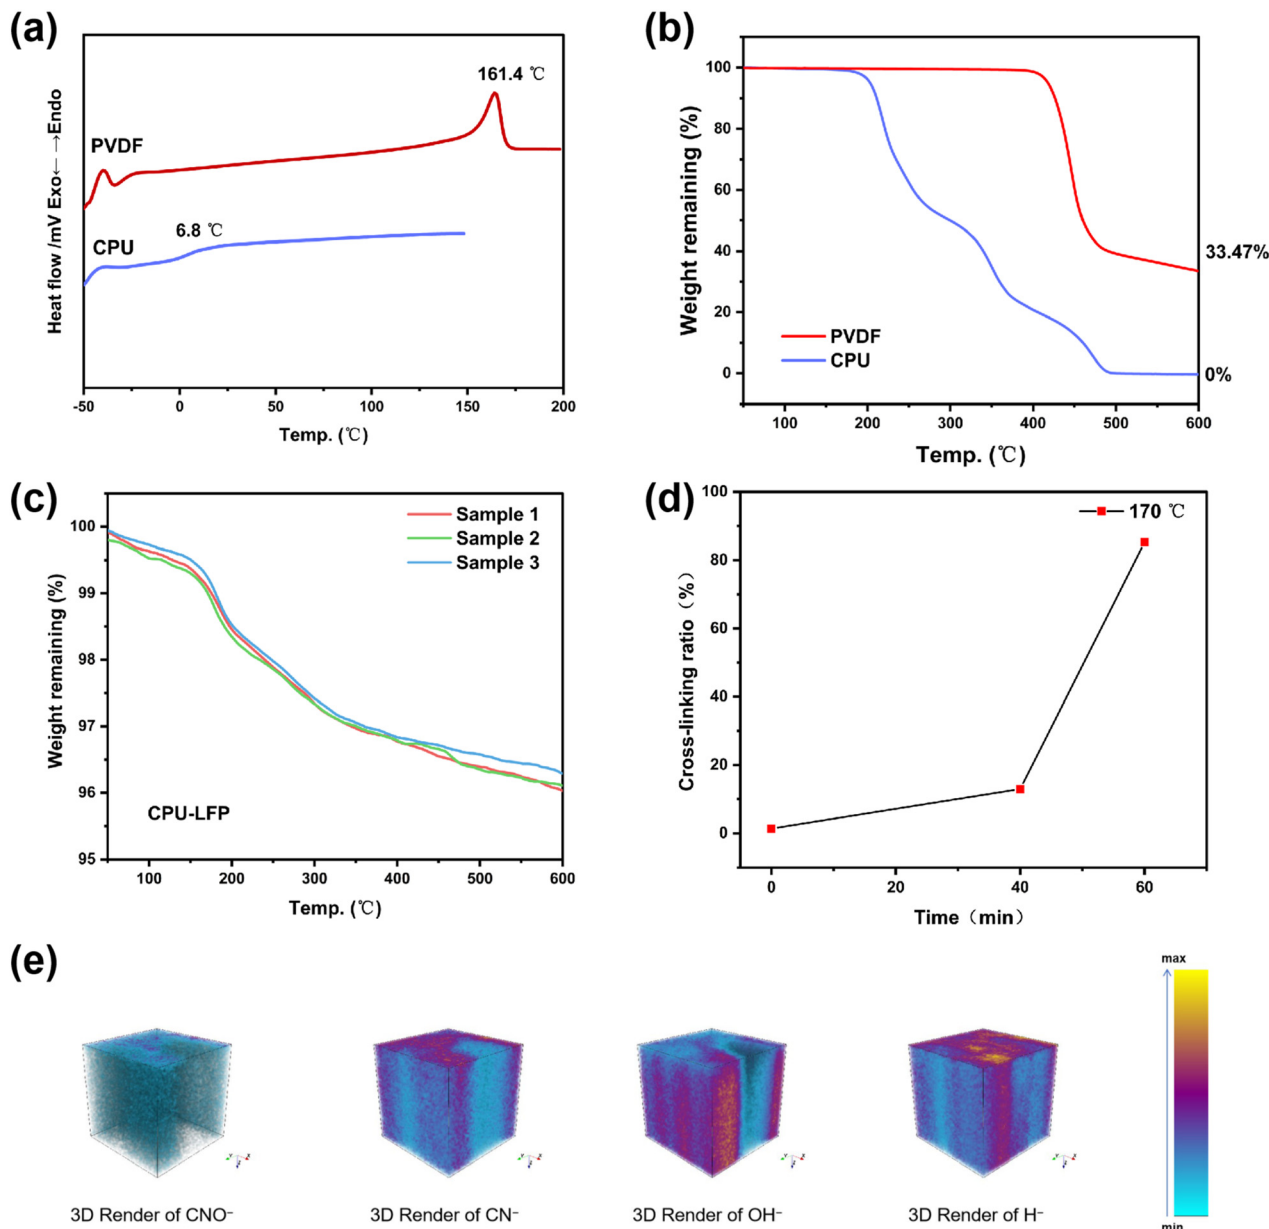 (a)
161.4 ℃
PVDF
6.8 ℃
CPU
Heat flow /mV Exo← →Endo
-50 0 50 100 150 200
Temp. (℃)
(b)
100
80
60
40
20
0
33.47%
0%
PVDF
CPU
Weight remaining (%)
100 200 300 400 500 600
Temp. (℃)
(c)
Sample 1
Sample 2
Sample 3
100
99
98
97
96
95
CPU-LFP
Weight remaining (%)
100 200 300 400 500 600
Temp. (℃)
(d)
100
80
60
40
20
0
170 ℃
Cross-linking ratio（%）
0 20 40 60
Time（min）
(e)
max
min
3D Render of CNO⁻
3D Render of CN⁻
3D Render of OH⁻
3D Render of H⁻